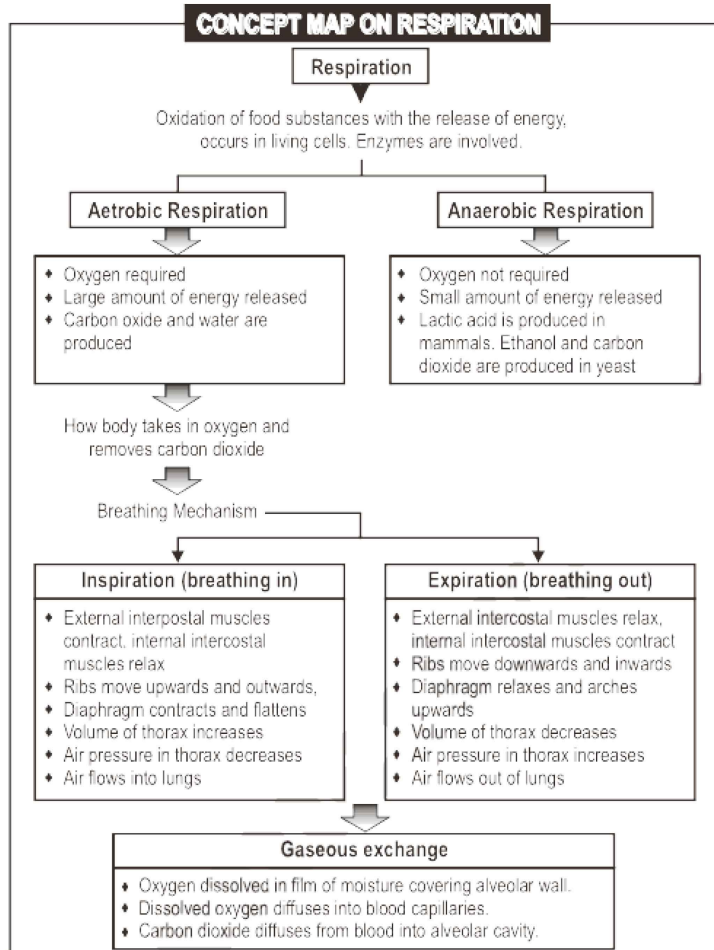 CONCEPT MAP ON RESPIRATION
Respiration
Oxidation of food substances with the release of energy,
occurs in living cells. Enzymes are involved.
Aetrobic Respiration
♦ Oxygen required
♦ Large amount of energy released
♦ Carbon oxide and water are
produced
Anaerobic Respiration
♦ Oxygen not required
♦ Small amount of energy released
♦ Lactic acid is produced in
mammals. Ethanol and carbon
dioxide are produced in yeast
How body takes in oxygen and
removes carbon dioxide
Breathing Mechanism
Inspiration (breathing in)
♦ External interpostal muscles
contract, internal intercostal
muscles relax
♦ Ribs move upwards and outwards,
♦ Diaphragm contracts and flattens
♦ Volume of thorax increases
♦ Air pressure in thorax decreases
♦ Air flows into lungs
Expiration (breathing out)
♦ External intercostal muscles relax,
internal intercostal muscles contract
♦ Ribs move downwards and inwards
♦ Diaphragm relaxes and arches
upwards
♦ Volume of thorax decreases
♦ Air pressure in thorax increases
♦ Air flows out of lungs
Gaseous exchange
♦ Oxygen dissolved in film of moisture covering alveolar wall.
♦ Dissolved oxygen diffuses into blood capillaries.
♦ Carbon dioxide diffuses from blood into alveolar cavity.